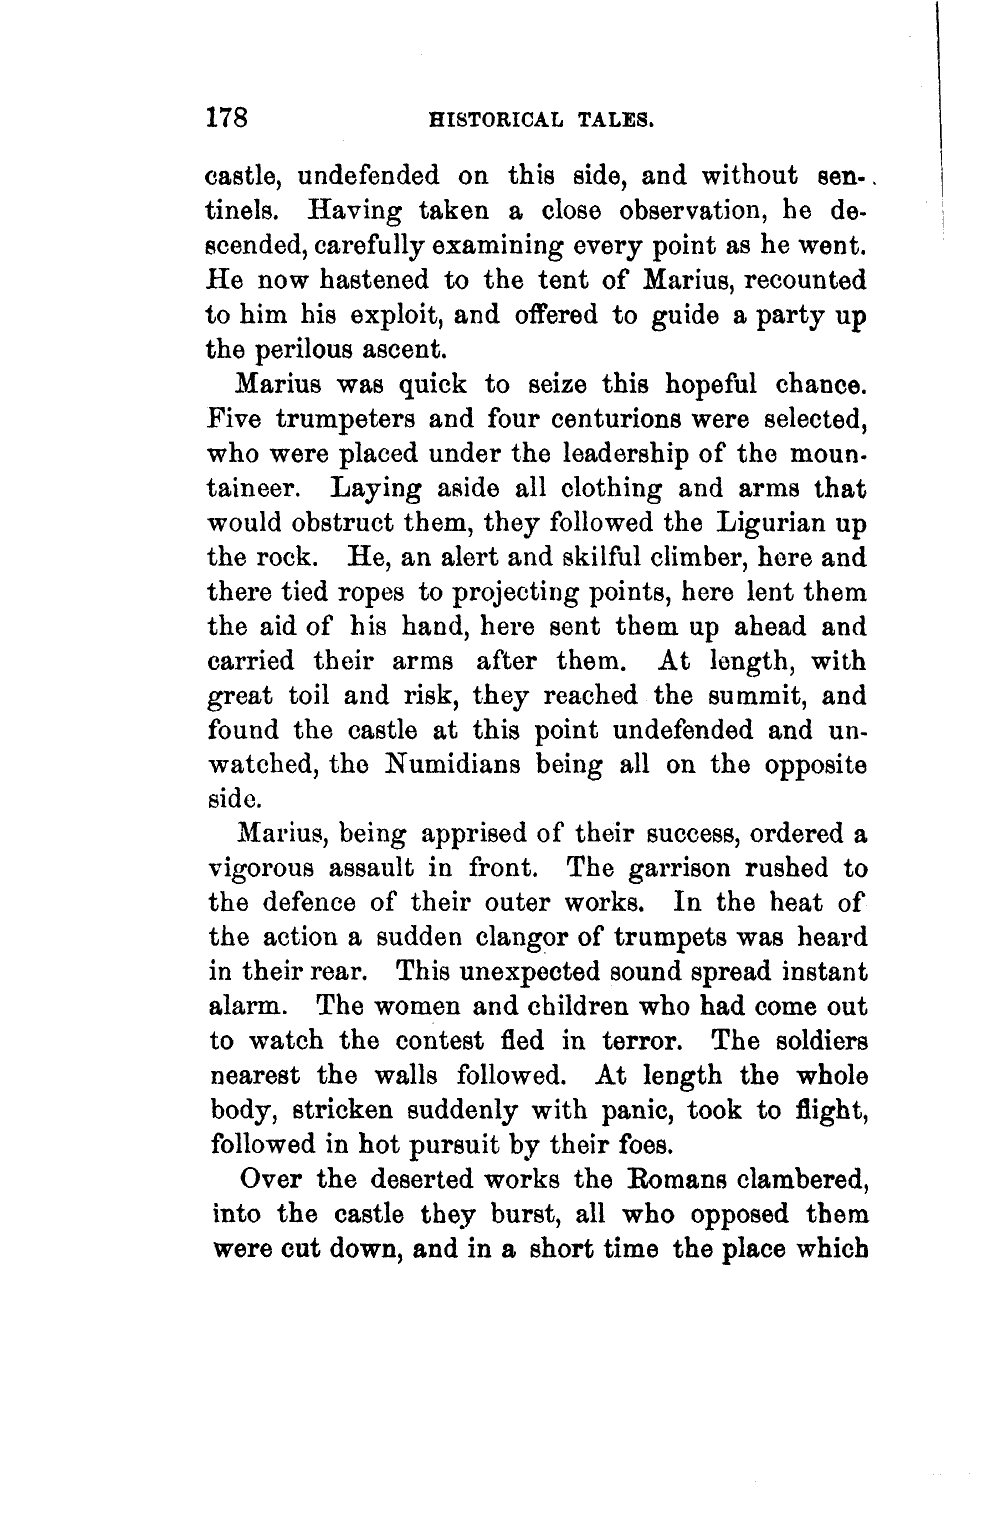 178 HISTORICAL TALES.
castle, undefended on this side, and without sen-
tinels. Having taken a close observation, he de-
scended, carefully examining every point as he went.
He now hastened to the tent of Marius, recounted
to him his exploit, and offered to guide a party up
the perilous ascent.
Marius was quick to seize this hopeful chance.
Five trumpeters and four centurions were selected,
who were placed under the leadership of the moun-
taineer. Laying aside all clothing and arms that
would obstruct them, they followed the Ligurian up
the rock. He, an alert and skilful climber, here and
there tied ropes to projecting points, here lent them
the aid of his hand, here sent them up ahead and
carried their arms after them. At length, with
great toil and risk, they reached the summit, and
found the castle at this point undefended and un-
watched, the Numidians being all on the opposite
side.
Marius, being apprised of their success, ordered a
vigorous assault in front. The garrison rushed to
the defence of their outer works. In the heat of
the action a sudden clangor of trumpets was heard
in their rear. This unexpected sound spread instant
alarm. The women and children who had come out
to watch the contest fled in terror. The soldiers
nearest the walls followed. At length the whole
body, stricken suddenly with panic, took to flight,
followed in hot pursuit by their foes.
Over the deserted works the Romans clambered,
into the castle they burst, all who opposed them
were cut down, and in a short time the place which